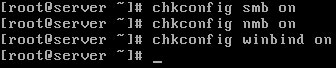 [root@server ~]# chkconfig smb on
[root@server ~]# chkconfig nmb on
[root@server ~]# chkconfig winbind on
[root@server ~]# _